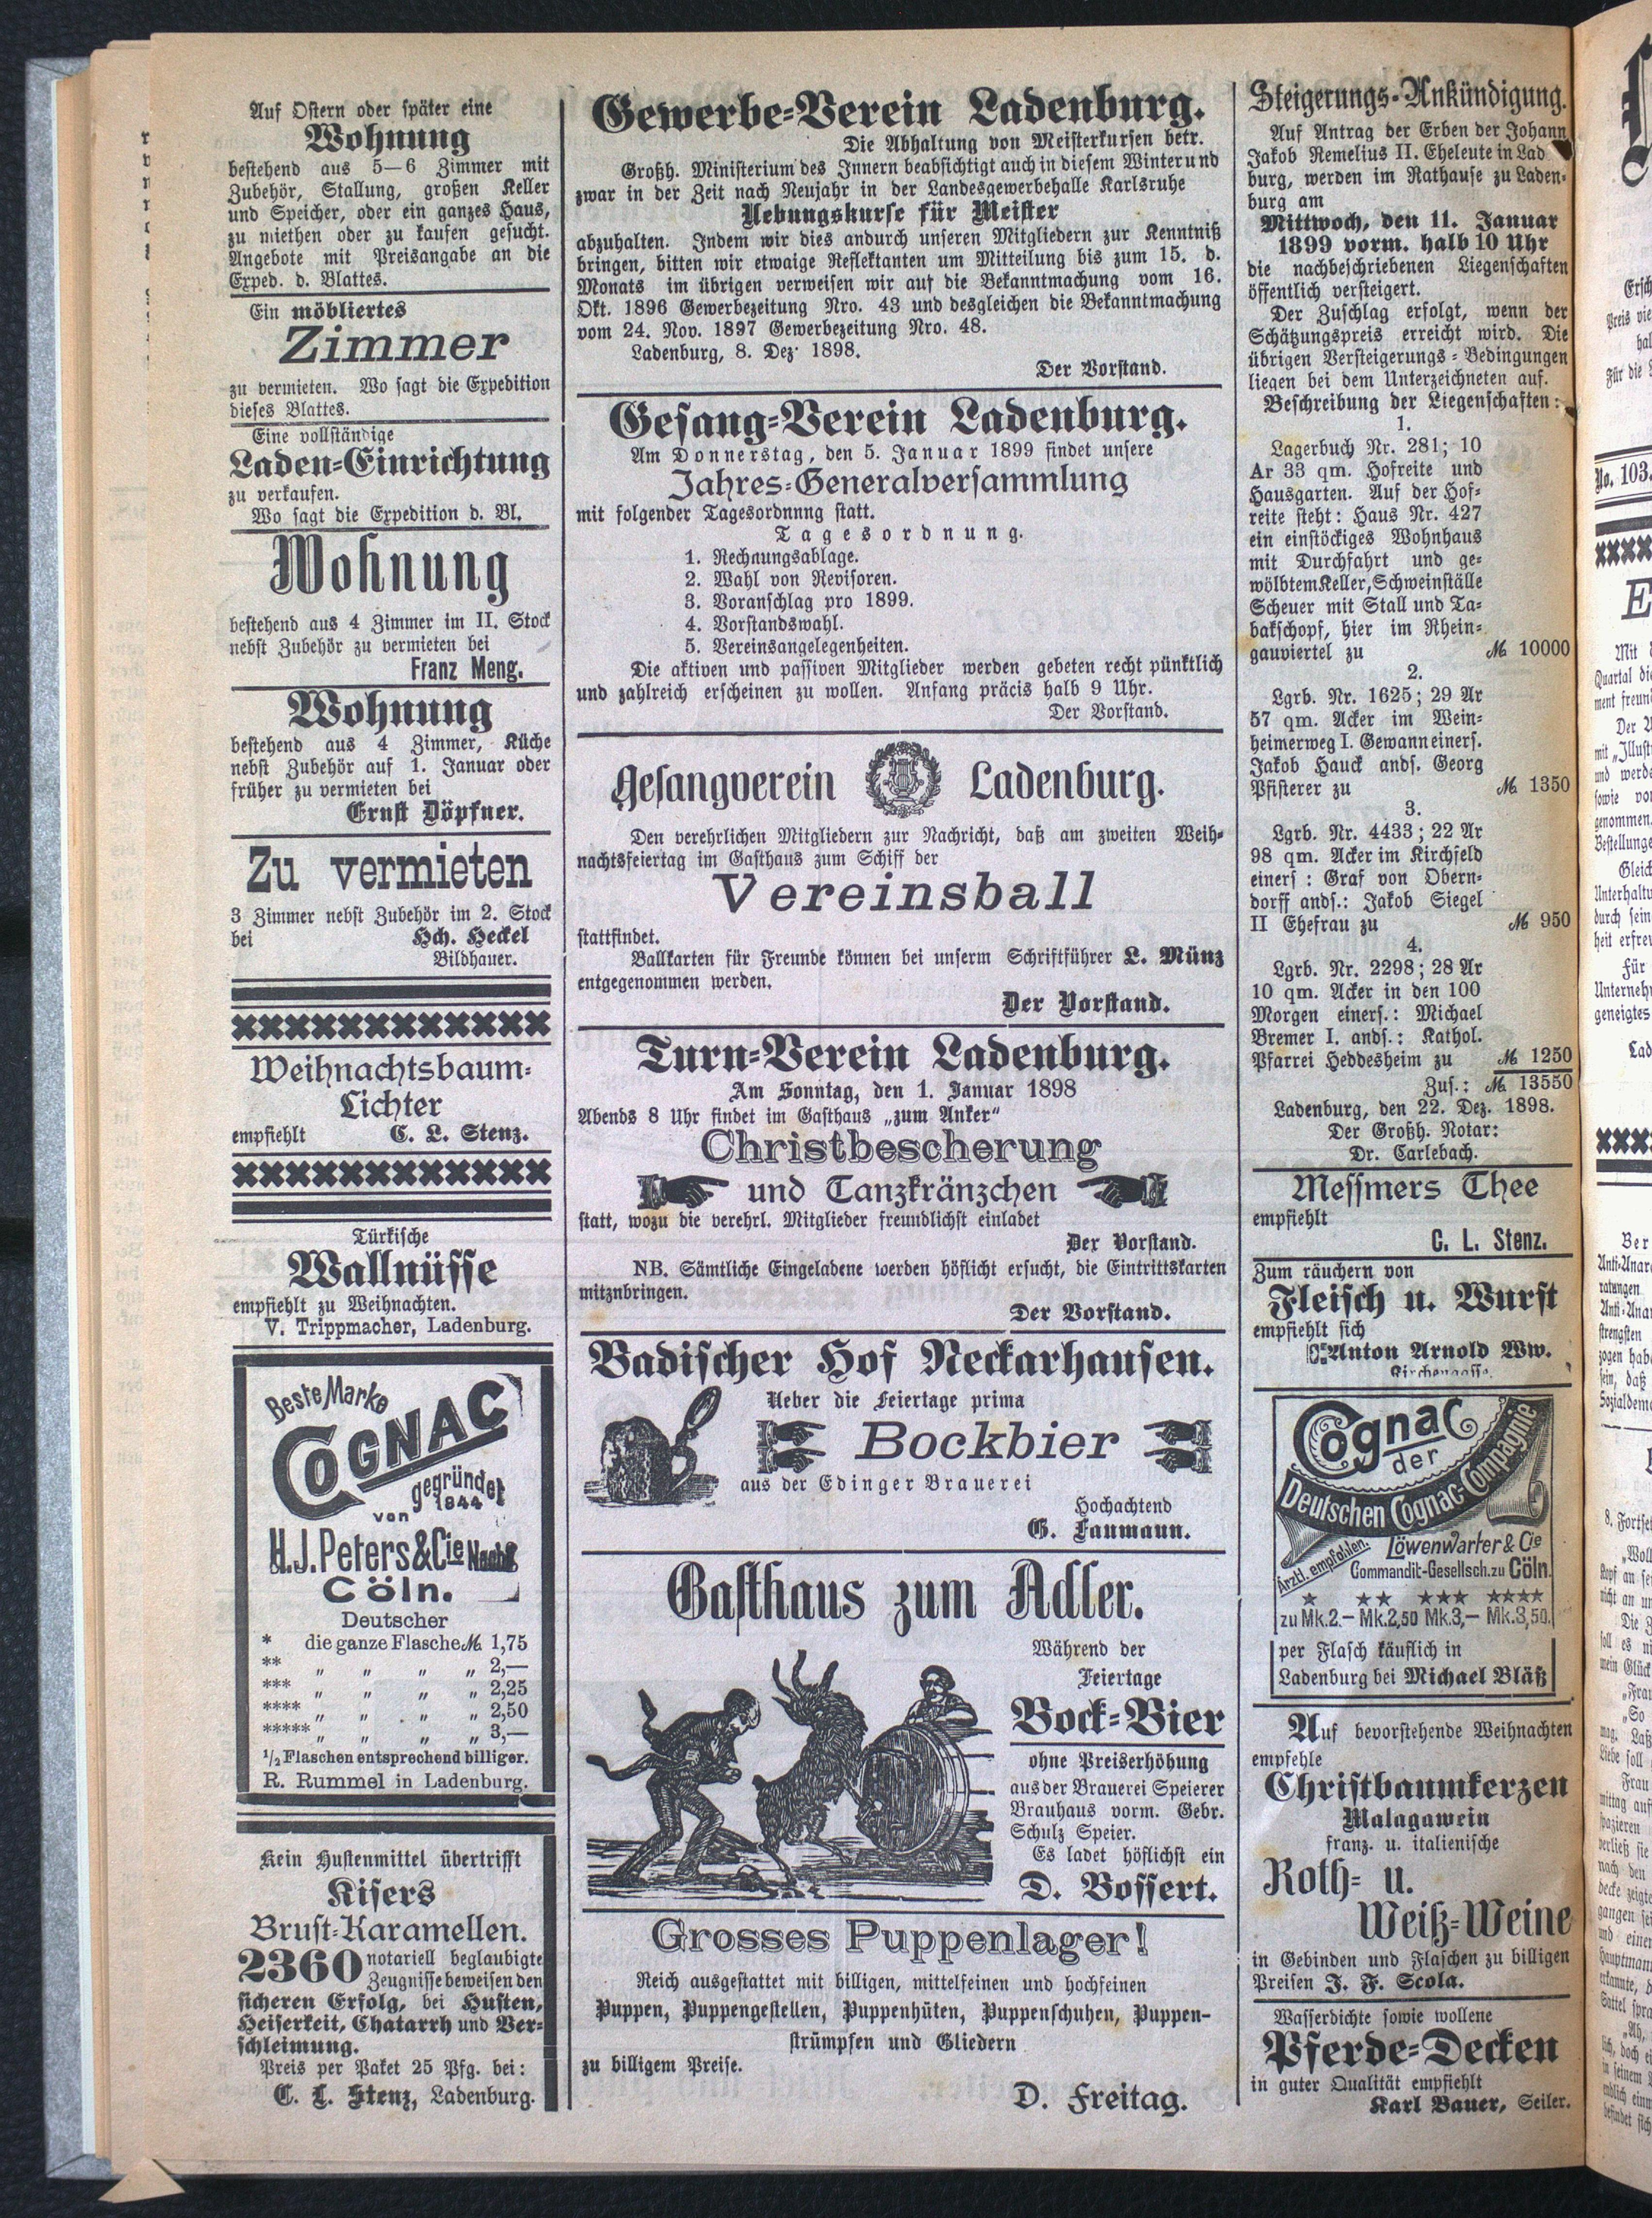 Auf Ostern oder später eine
Wohnung
bestehend aus 5—6 Zimmer mit
Zubehör, Stallung, großen Keller
und Speicher, oder ein ganzes Haus,
zu miethen oder zu kaufen gesucht.
Angebote mit Preisangabe an die
Exped. d. Blattes.
Ein möbliertes
Zimmer
zu vermieten. Wo sagt die Expedition
dieses Blattes.
Eine vollständige
Laden=Einrichtung
zu verkaufen.
Wo sagt die Expedition d. Bl.
Wohnung
bestehend aus 4 Zimmer im II. Stock
nebst Zubehör zu vermieten bei
Franz Meng.
Wohnung
bestehend aus 4 Zimmer, Küche
nebst Zubehör auf 1. Januar oder
früher zu vermieten bei
Ernst Döpfner.
Zu vermieten
3 Zimmer nebst Zubehör im 2. Stock
bei Hch. Heckel
Bildhauer.
Weihnachtsbaum=
Lichter
empfiehlt C. L. Stenz.
Türkische
Wallnüsse
empfiehlt zu Weihnachten.
V. Trippmacher, Ladenburg.
Beste Marke
COGNAC
gegründet
1844
von
H.J. Peters & Cie Nachf.
Cöln.
Deutscher
* die ganze Flasche M. 1,75
** „ „ „ „ 2,—
*** „ „ „ „ 2,25
**** „ „ „ „ 2,50
***** „ „ „ „ 3,—
1/2 Flaschen entsprechend billiger.
R. Rummel in Ladenburg.
Kein Hustenmittel übertrifft
Kisers
Brust=Karamellen.
2360 notariell beglaubigte
Zeugnisse beweisen den
sicheren Erfolg, bei Husten,
Heiserkeit, Chatarrh und Ver=
schleimung.
Preis per Paket 25 Pfg. bei:
C. L. Stenz, Ladenburg.
Gewerbe=Verein Ladenburg.
Die Abhaltung von Meisterkursen betr.
Großh. Ministerium des Innern beabsichtigt auch in diesem Winter und
zwar in der Zeit nach Neujahr in der Landesgewerbehalle Karlsruhe
Uebungskurse für Meister
abzuhalten. Indem wir dies andurch unseren Mitgliedern zur Kenntniß
bringen, bitten wir etwaige Reflektanten um Mitteilung bis zum 15. d.
Monats im übrigen verweisen wir auf die Bekanntmachung vom 16.
Okt. 1896 Gewerbezeitung Nro. 43 und desgleichen die Bekanntmachung
vom 24. Nov. 1897 Gewerbezeitung Nro. 48.
Ladenburg, 8. Dez. 1898.
Der Vorstand.
Gesang=Verein Ladenburg.
Am Donnerstag, den 5. Januar 1899 findet unsere
Jahres=Generalversammlung
mit folgender Tagesordnung statt.
Tagesordnung.
1. Rechnungsablage.
2. Wahl von Revisoren.
3. Voranschlag pro 1899.
4. Vorstandswahl.
5. Vereinsangelegenheiten.
Die aktiven und passiven Mitglieder werden gebeten recht pünktlich
und zahlreich erscheinen zu wollen. Anfang präcis halb 9 Uhr.
Der Vorstand.
Gesangverein Ladenburg.
Den verehrlichen Mitgliedern zur Nachricht, daß am zweiten Weih=
nachtsfeiertag im Gasthaus zum Schiff der
Vereinsball
stattfindet.
Ballkarten für Freunde können bei unserm Schriftführer L. Münz
entgegenommen werden.
Der Vorstand.
Turn=Verein Ladenburg.
Am Sonntag, den 1. Januar 1898
Abends 8 Uhr findet im Gasthaus „zum Anker“
Christbescherung
und Tanzkränzchen
statt, wozu die verehrl. Mitglieder freundlichst einladet
Der Vorstand.
NB. Sämtliche Eingeladene werden höflicht ersucht, die Eintrittskarten
mitznbringen.
Der Vorstand.
Badischer Hof Neckarhausen.
Ueber die Feiertage prima
Bockbier
aus der Edinger Brauerei
Hochachtend
G. Laumann.
Gasthaus zum Adler.
Während der
Feiertage
Bock=Bier
ohne Preiserhöhung
aus der Brauerei Speierer
Brauhaus vorm. Gebr.
Schulz Speier.
Es ladet höflichst ein
D. Bossert.
Grosses Puppenlager!
Reich ausgestattet mit billigen, mittelfeinen und hochfeinen
Puppen, Puppengestellen, Puppenhüten, Puppenschuhen, Puppen-
strümpfen und Gliedern
zu billigem Preise.
D. Freitag.
Steigerungs=Ankündigung.
Auf Antrag der Erben der Johann
Jakob Remelius II. Eheleute in Lad
burg, werden im Rathause zu Laden=
burg am
Mittwoch, den 11. Januar
1899 vorm. halb 10 Uhr
die nachbeschriebenen Liegenschaften
öffentlich versteigert.
Der Zuschlag erfolgt, wenn der
Schätzungspreis erreicht wird. Die
übrigen Versteigerungs=Bedingungen
liegen bei dem Unterzeichneten auf.
Beschreibung der Liegenschaften:
1.
Lagerbuch Nr. 281; 10
Ar 33 qm. Hofreite und
Hausgarten. Auf der Hof=
reite steht: Haus Nr. 427
ein einstöckiges Wohnhaus
mit Durchfahrt und ge=
wölbtem Keller, Schweinställe
Scheuer mit Stall und Ta=
bakschopf, hier im Rhein=
gauviertel zu M. 10000
2.
Lgrb. Nr. 1625; 29 Ar
57 qm. Acker im Wein=
heimerweg I. Gewann einers.
Jakob Hauck ands. Georg
Pfisterer zu M. 1350
3.
Lgrb. Nr. 4433; 22 Ar
98 qm. Acker im Kirchfeld
einers: Graf von Obern=
dorff ands.: Jakob Siegel
II Ehefrau zu M. 950
4.
Lgrb. Nr. 2298; 28 Ar
10 qm. Acker in den 100
Morgen einers.: Michael
Bremer I. ands.: Kathol.
Pfarrei Heddesheim zu M. 1250
Zus.: M. 13550
Ladenburg, den 22. Dez. 1898.
Der Großh. Notar:
Dr. Carlebach.
Messmers Thee
empfiehlt
C. L. Stenz.
Zum räuchern von
Fleisch u. Wurst
empfiehlt sich
Anton Arnold Ww.
Kirchengasse.
Cognac
der
Deutschen Cognac-Compagnie
Ärztl. empfohlen.
Löwenwarter & Cie
Commandit-Gesellsch. zu Cöln.
★ ★★ ★★★ ★★★★
zu Mk. 2.— Mk. 2,50 Mk. 3,— Mk. 3,50.
per Flasch käuflich in
Ladenburg bei Michael Bläß
Auf bevorstehende Weihnachten
empfehle
Christbaumkerzen
Malagawein
franz. u. italienische
Roth= u.
Weiß=Weine
in Gebinden und Flaschen zu billigen
Preisen J. F. Scola.
Wasserdichte sowie wollene
Pferde=Decken
in guter Qualität empfiehlt
Karl Bauer, Seiler.
No. 103.